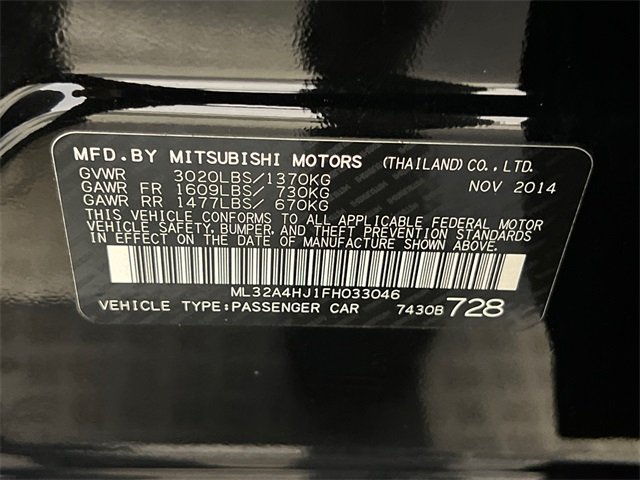 MFD.BY MITSUBISHI MOTORS (THAILAND)CO.,LTD.
GVWR 3020LBS/1370KG NOV 2014
GAWR FR 1609LBS/ 730KG
GAWR RR 1477LBS/ 670KG
THIS VEHICLE CONFORMS TO ALL APPLICABLE FEDERAL MOTOR
VEHICLE SAFETY, BUMPER, AND THEFT PREVENTION STANDARDS
IN EFFECT ON THE DATE OF MANUFACTURE SHOWN ABOVE.
ML32A4HJ1FH033046
VEHICLE TYPE:PASSENGER CAR 7430B 728